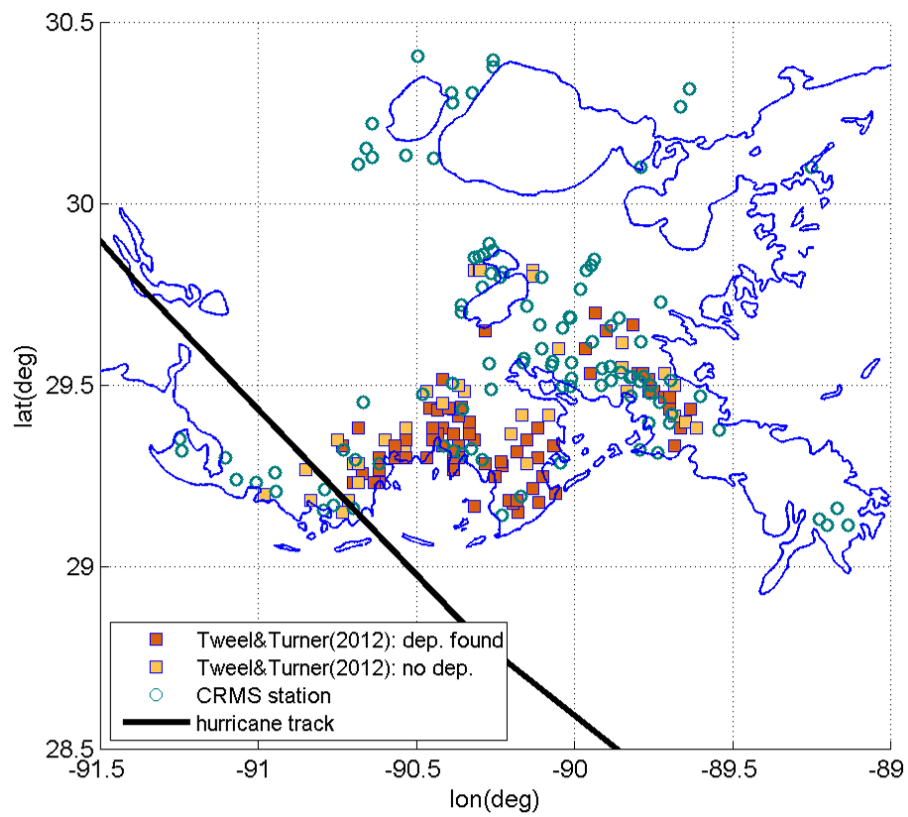 30.5
30
29.5
29
28.5
lat(deg)
Tweel&Turner(2012): dep. found
Tweel&Turner(2012): no dep.
CRMS station
hurricane track
-91.5
-91
-90.5
-90
-89.5
-89
lon(deg)